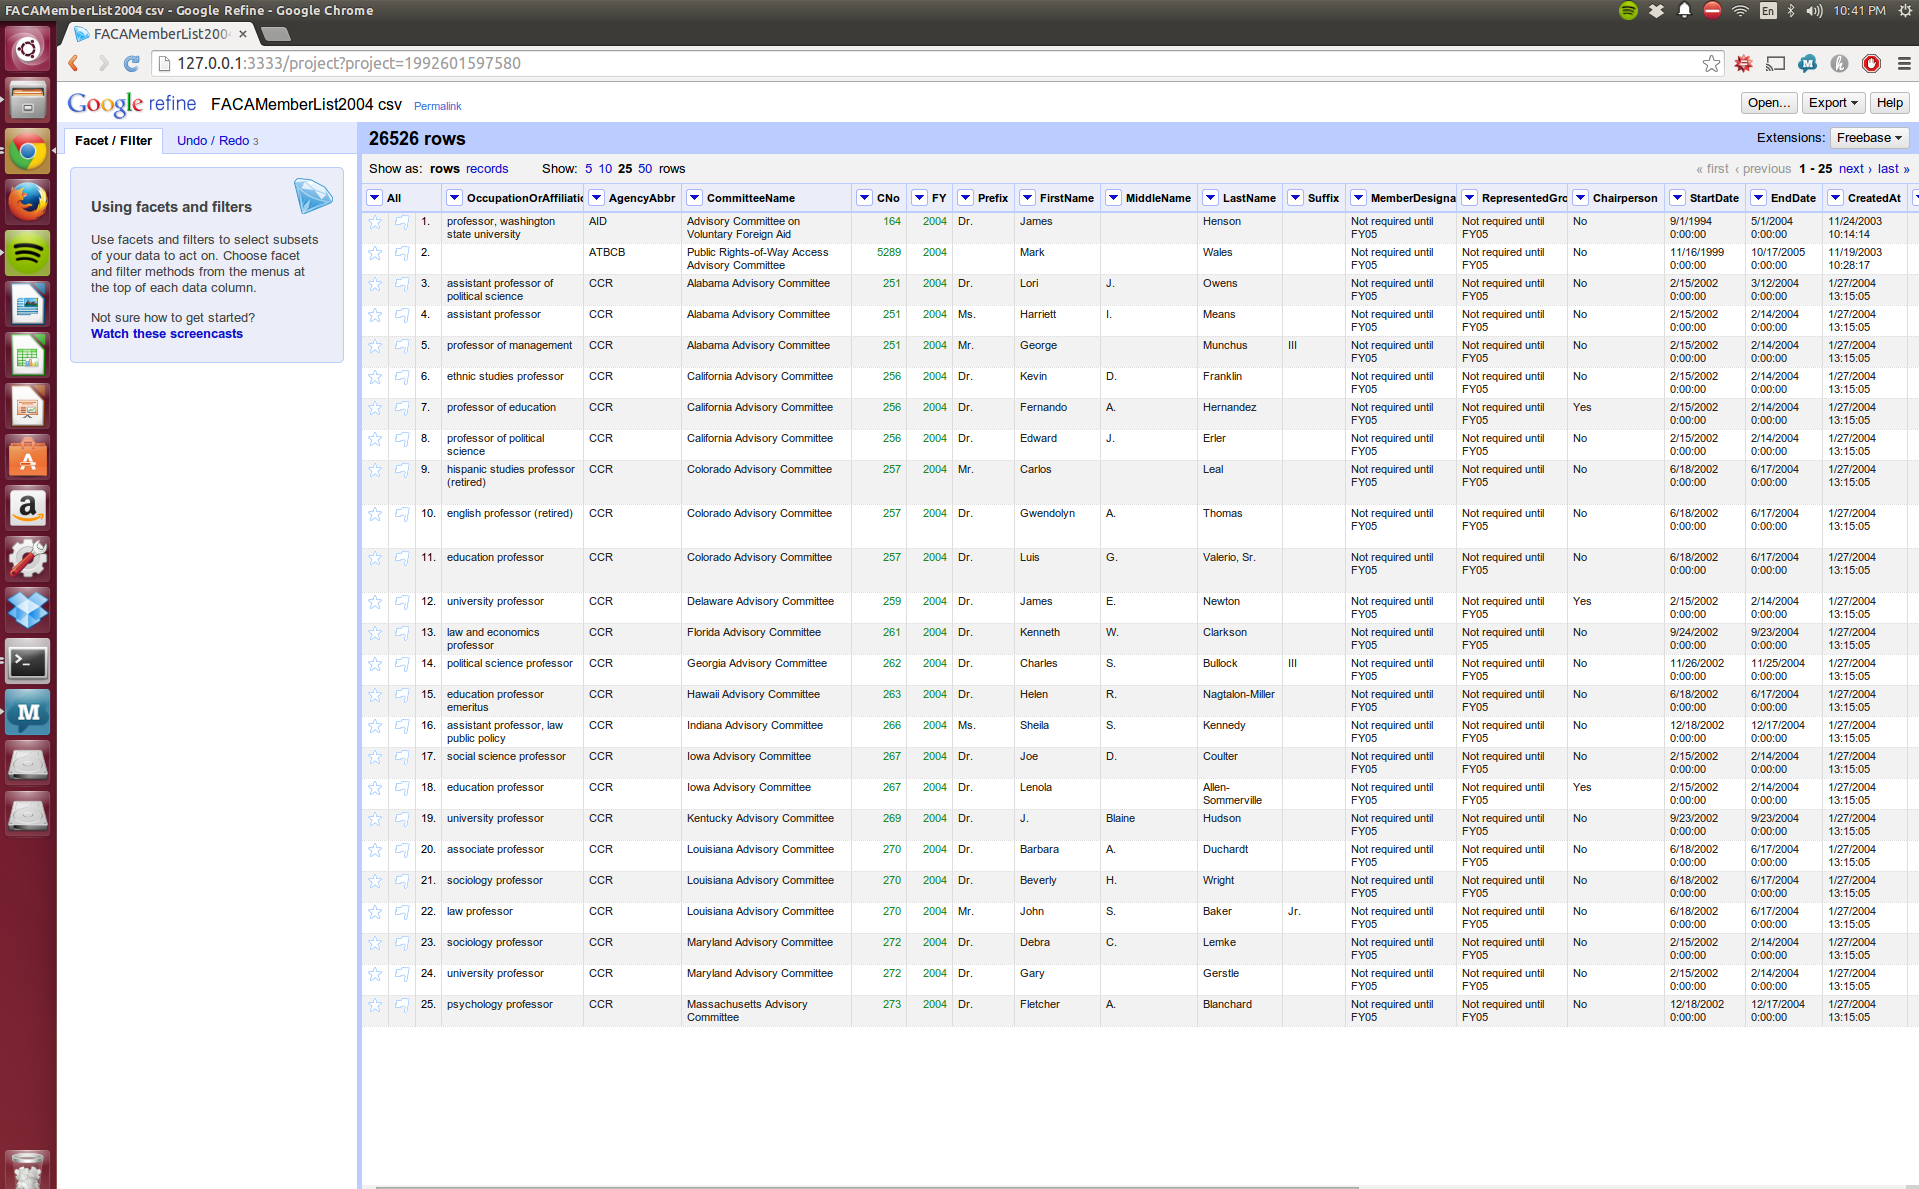 FACAMemberList2004 csv - Google Refine - Google Chrome
En
10:41 PM
FACAMemberList200
127.0.0.1:3333/project?project=1992601597580
Google refine FACAMemberList2004 csv Permalink
Open... Export Help
Facet / Filter Undo / Redo 3
26526 rows
Extensions: Freebase
Show as: rows records Show: 5 10 25 50 rows
« first ‹ previous 1 - 25 next › last »
Using facets and filters
Use facets and filters to select subsets
of your data to act on. Choose facet
and filter methods from the menus at
the top of each data column.
Not sure how to get started?
Watch these screencasts
All OccupationOrAffiliatio AgencyAbbr CommitteeName CNo FY Prefix FirstName MiddleName LastName Suffix MemberDesigna RepresentedGro Chairperson StartDate EndDate CreatedAt
1. professor, washington AID Advisory Committee on 164 2004 Dr. James Henson Not required until Not required until No 9/1/1994 5/1/2004 11/24/2003
state university Voluntary Foreign Aid FY05 FY05 0:00:00 0:00:00 10:14:14
2. ATBCB Public Rights-of-Way Access 5289 2004 Mark Wales Not required until Not required until No 11/16/1999 10/17/2005 11/19/2003
Advisory Committee FY05 FY05 0:00:00 0:00:00 10:28:17
3. assistant professor of CCR Alabama Advisory Committee 251 2004 Dr. Lori J. Owens Not required until Not required until No 2/15/2002 3/12/2004 1/27/2004
political science FY05 FY05 0:00:00 0:00:00 13:15:05
4. assistant professor CCR Alabama Advisory Committee 251 2004 Ms. Harriett I. Means Not required until Not required until No 2/15/2002 2/14/2004 1/27/2004
FY05 FY05 0:00:00 0:00:00 13:15:05
5. professor of management CCR Alabama Advisory Committee 251 2004 Mr. George Munchus III Not required until Not required until No 2/15/2002 2/14/2004 1/27/2004
FY05 FY05 0:00:00 0:00:00 13:15:05
6. ethnic studies professor CCR California Advisory Committee 256 2004 Dr. Kevin D. Franklin Not required until Not required until No 2/15/2002 2/14/2004 1/27/2004
FY05 FY05 0:00:00 0:00:00 13:15:05
7. professor of education CCR California Advisory Committee 256 2004 Dr. Fernando A. Hernandez Not required until Not required until Yes 2/15/2002 2/14/2004 1/27/2004
FY05 FY05 0:00:00 0:00:00 13:15:05
8. professor of political CCR California Advisory Committee 256 2004 Dr. Edward J. Erler Not required until Not required until No 2/15/2002 2/14/2004 1/27/2004
science FY05 FY05 0:00:00 0:00:00 13:15:05
9. hispanic studies professor CCR Colorado Advisory Committee 257 2004 Mr. Carlos Leal Not required until Not required until No 6/18/2002 6/17/2004 1/27/2004
(retired) FY05 FY05 0:00:00 0:00:00 13:15:05
10. english professor (retired) CCR Colorado Advisory Committee 257 2004 Dr. Gwendolyn A. Thomas Not required until Not required until No 6/18/2002 6/17/2004 1/27/2004
FY05 FY05 0:00:00 0:00:00 13:15:05
11. education professor CCR Colorado Advisory Committee 257 2004 Dr. Luis G. Valerio, Sr. Not required until Not required until No 6/18/2002 6/17/2004 1/27/2004
FY05 FY05 0:00:00 0:00:00 13:15:05
12. university professor CCR Delaware Advisory Committee 259 2004 Dr. James E. Newton Not required until Not required until Yes 2/15/2002 2/14/2004 1/27/2004
FY05 FY05 0:00:00 0:00:00 13:15:05
13. law and economics CCR Florida Advisory Committee 261 2004 Dr. Kenneth W. Clarkson Not required until Not required until No 9/24/2002 9/23/2004 1/27/2004
professor FY05 FY05 0:00:00 0:00:00 13:15:05
14. political science professor CCR Georgia Advisory Committee 262 2004 Dr. Charles S. Bullock III Not required until Not required until No 11/26/2002 11/25/2004 1/27/2004
FY05 FY05 0:00:00 0:00:00 13:15:05
15. education professor CCR Hawaii Advisory Committee 263 2004 Dr. Helen R. Nagtalon-Miller Not required until Not required until No 6/18/2002 6/17/2004 1/27/2004
emeritus FY05 FY05 0:00:00 0:00:00 13:15:05
16. assistant professor, law CCR Indiana Advisory Committee 266 2004 Ms. Sheila S. Kennedy Not required until Not required until No 12/18/2002 12/17/2004 1/27/2004
public policy FY05 FY05 0:00:00 0:00:00 13:15:05
17. social science professor CCR Iowa Advisory Committee 267 2004 Dr. Joe D. Coulter Not required until Not required until No 2/15/2002 2/14/2004 1/27/2004
FY05 FY05 0:00:00 0:00:00 13:15:05
18. education professor CCR Iowa Advisory Committee 267 2004 Dr. Lenola Allen- Not required until Not required until Yes 2/15/2002 2/14/2004 1/27/2004
Sommerville FY05 FY05 0:00:00 0:00:00 13:15:05
19. university professor CCR Kentucky Advisory Committee 269 2004 Dr. J. Blaine Hudson Not required until Not required until No 9/23/2002 9/23/2004 1/27/2004
FY05 FY05 0:00:00 0:00:00 13:15:05
20. associate professor CCR Louisiana Advisory Committee 270 2004 Dr. Barbara A. Duchardt Not required until Not required until No 6/18/2002 6/17/2004 1/27/2004
FY05 FY05 0:00:00 0:00:00 13:15:05
21. sociology professor CCR Louisiana Advisory Committee 270 2004 Dr. Beverly H. Wright Not required until Not required until No 6/18/2002 6/17/2004 1/27/2004
FY05 FY05 0:00:00 0:00:00 13:15:05
22. law professor CCR Louisiana Advisory Committee 270 2004 Mr. John S. Baker Jr. Not required until Not required until No 6/18/2002 6/17/2004 1/27/2004
FY05 FY05 0:00:00 0:00:00 13:15:05
23. sociology professor CCR Maryland Advisory Committee 272 2004 Dr. Debra C. Lemke Not required until Not required until No 2/15/2002 2/14/2004 1/27/2004
FY05 FY05 0:00:00 0:00:00 13:15:05
24. university professor CCR Maryland Advisory Committee 272 2004 Dr. Gary Gerstle Not required until Not required until No 2/15/2002 2/14/2004 1/27/2004
FY05 FY05 0:00:00 0:00:00 13:15:05
25. psychology professor CCR Massachusetts Advisory 273 2004 Dr. Fletcher A. Blanchard Not required until Not required until No 12/18/2002 12/17/2004 1/27/2004
Committee FY05 FY05 0:00:00 0:00:00 13:15:05